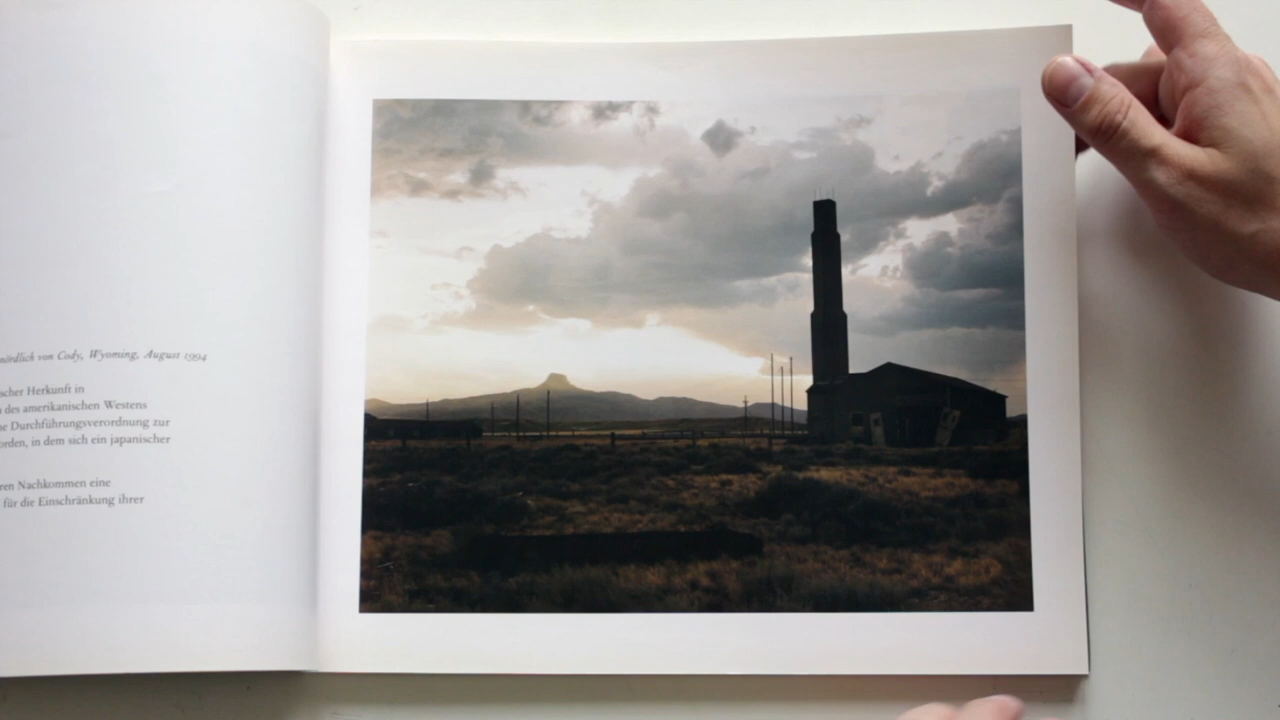 nördlich von Cody, Wyoming, August 1994
scher Herkunft in
des amerikanischen Westens
he Durchführungsverordnung zur
orden, in dem sich ein japanischer
ren Nachkommen eine
für die Einschränkung ihrer